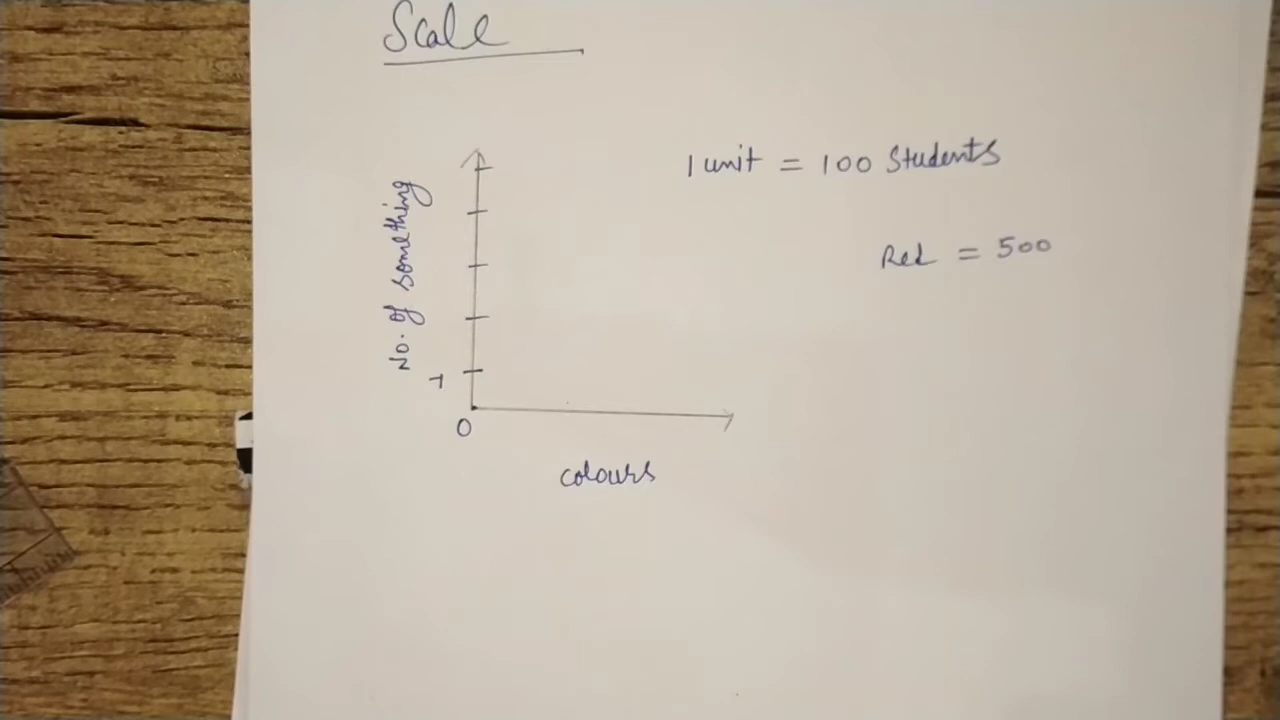 Scale
1 unit = 100 Students
Red = 500
No. of something
1
0
colours